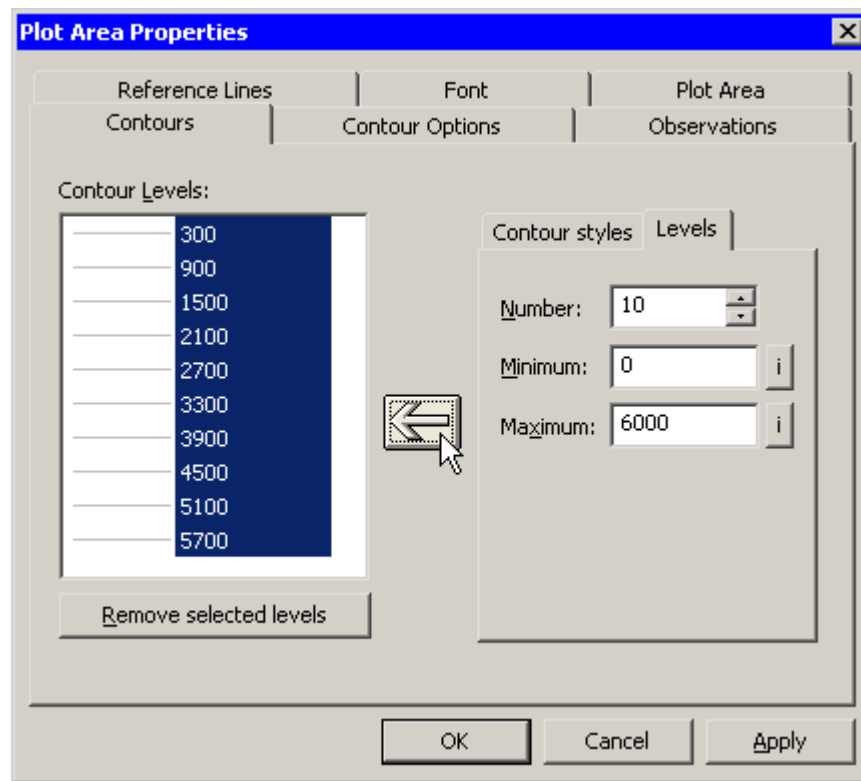 Plot Area Properties
Reference Lines
Font
Plot Area
Contours
Contour Options
Observations
Contour Levels:
300
900
1500
2100
2700
3300
3900
4500
5100
5700
Remove selected levels
Contour styles
Levels
Number:
10
Minimum:
0
i
Maximum:
6000
i
OK
Cancel
Apply